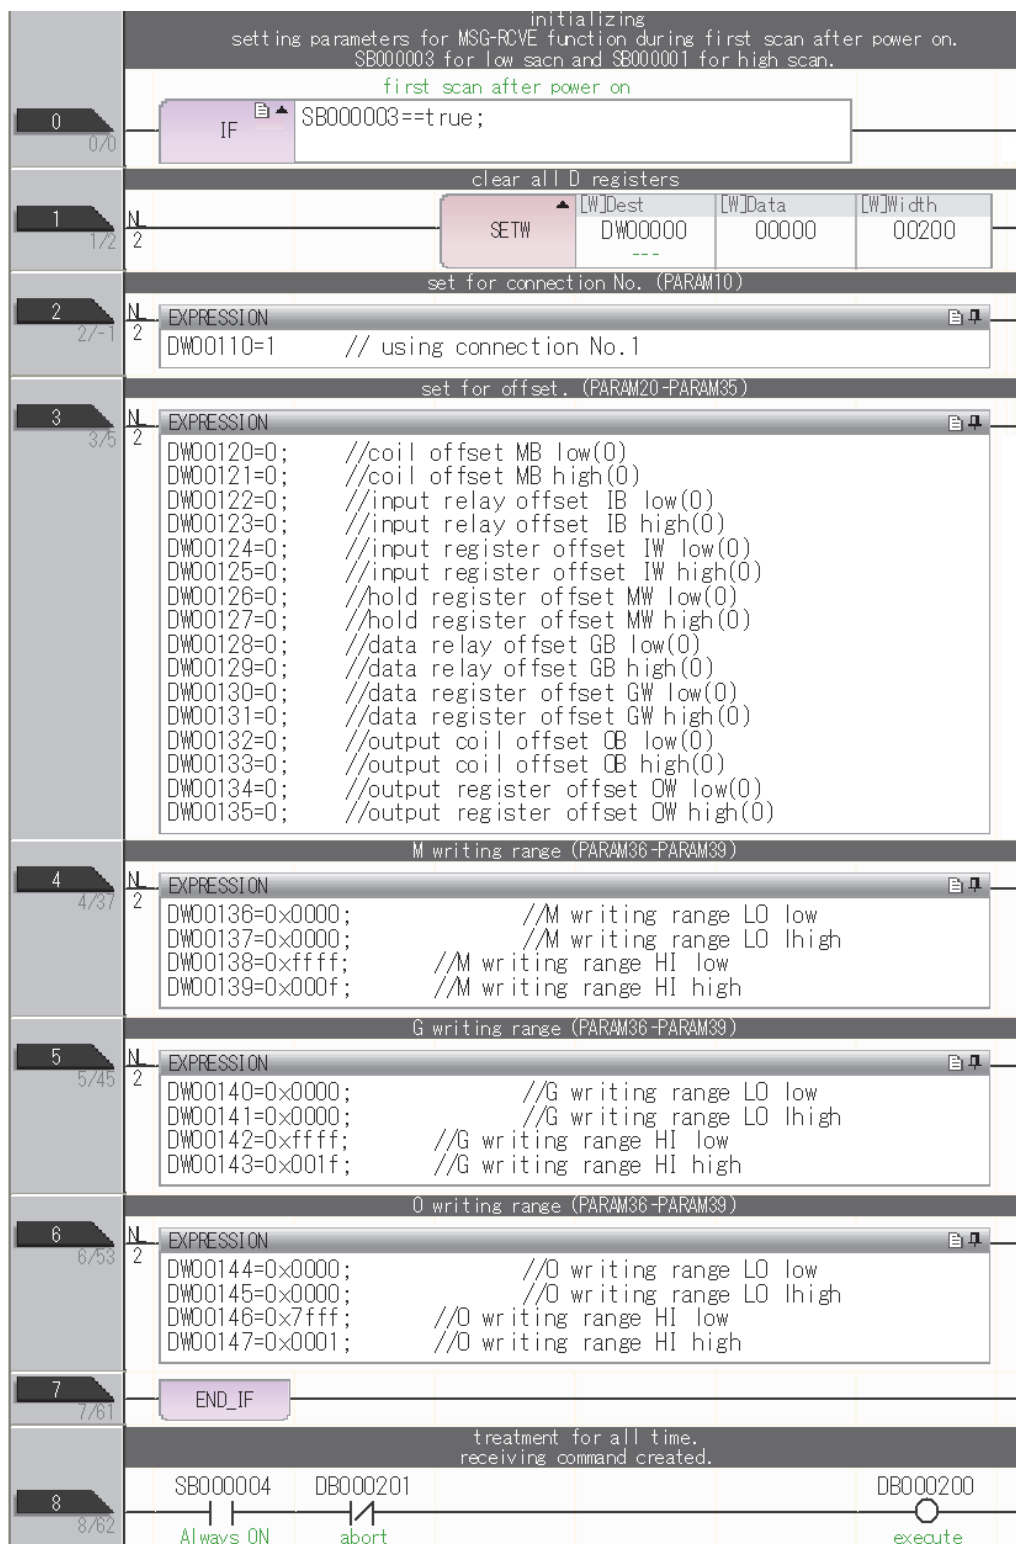 initializing
setting parameters for MSG-RCVE function during first scan after power on.
SB000003 for low sacn and SB000001 for high scan.
first scan after power on
0
0/0
IF
SB000003==true;
clear all D registers
1
1/2
NL
2
SETW
[W]Dest
[W]Data
[W]Width
DW00000
00000
00200
---
set for connection No. (PARAM10)
2
2/-1
NL
2
EXPRESSION
DW00110=1 // using connection No.1
set for offset. (PARAM20-PARAM35)
3
3/5
NL
2
EXPRESSION
DW00120=0; //coil offset MB low(0)
DW00121=0; //coil offset MB high(0)
DW00122=0; //input relay offset IB low(0)
DW00123=0; //input relay offset IB high(0)
DW00124=0; //input register offset IW low(0)
DW00125=0; //input register offset IW high(0)
DW00126=0; //hold register offset MW low(0)
DW00127=0; //hold register offset MW high(0)
DW00128=0; //data relay offset GB low(0)
DW00129=0; //data relay offset GB high(0)
DW00130=0; //data register offset GW low(0)
DW00131=0; //data register offset GW high(0)
DW00132=0; //output coil offset OB low(0)
DW00133=0; //output coil offset OB high(0)
DW00134=0; //output register offset OW low(0)
DW00135=0; //output register offset OW high(0)
M writing range (PARAM36-PARAM39)
4
4/37
NL
2
EXPRESSION
DW00136=0x0000; //M writing range LO low
DW00137=0x0000; //M writing range LO lhigh
DW00138=0xffff; //M writing range HI low
DW00139=0x000f; //M writing range HI high
G writing range (PARAM36-PARAM39)
5
5/45
NL
2
EXPRESSION
DW00140=0x0000; //G writing range LO low
DW00141=0x0000; //G writing range LO lhigh
DW00142=0xffff; //G writing range HI low
DW00143=0x001f; //G writing range HI high
O writing range (PARAM36-PARAM39)
6
6/53
NL
2
EXPRESSION
DW00144=0x0000; //O writing range LO low
DW00145=0x0000; //O writing range LO lhigh
DW00146=0x7fff; //O writing range HI low
DW00147=0x0001; //O writing range HI high
7
7/61
END_IF
treatment for all time.
receiving command created.
8
8/62
SB000004
DB000201
DB000200
Always ON
abort
execute